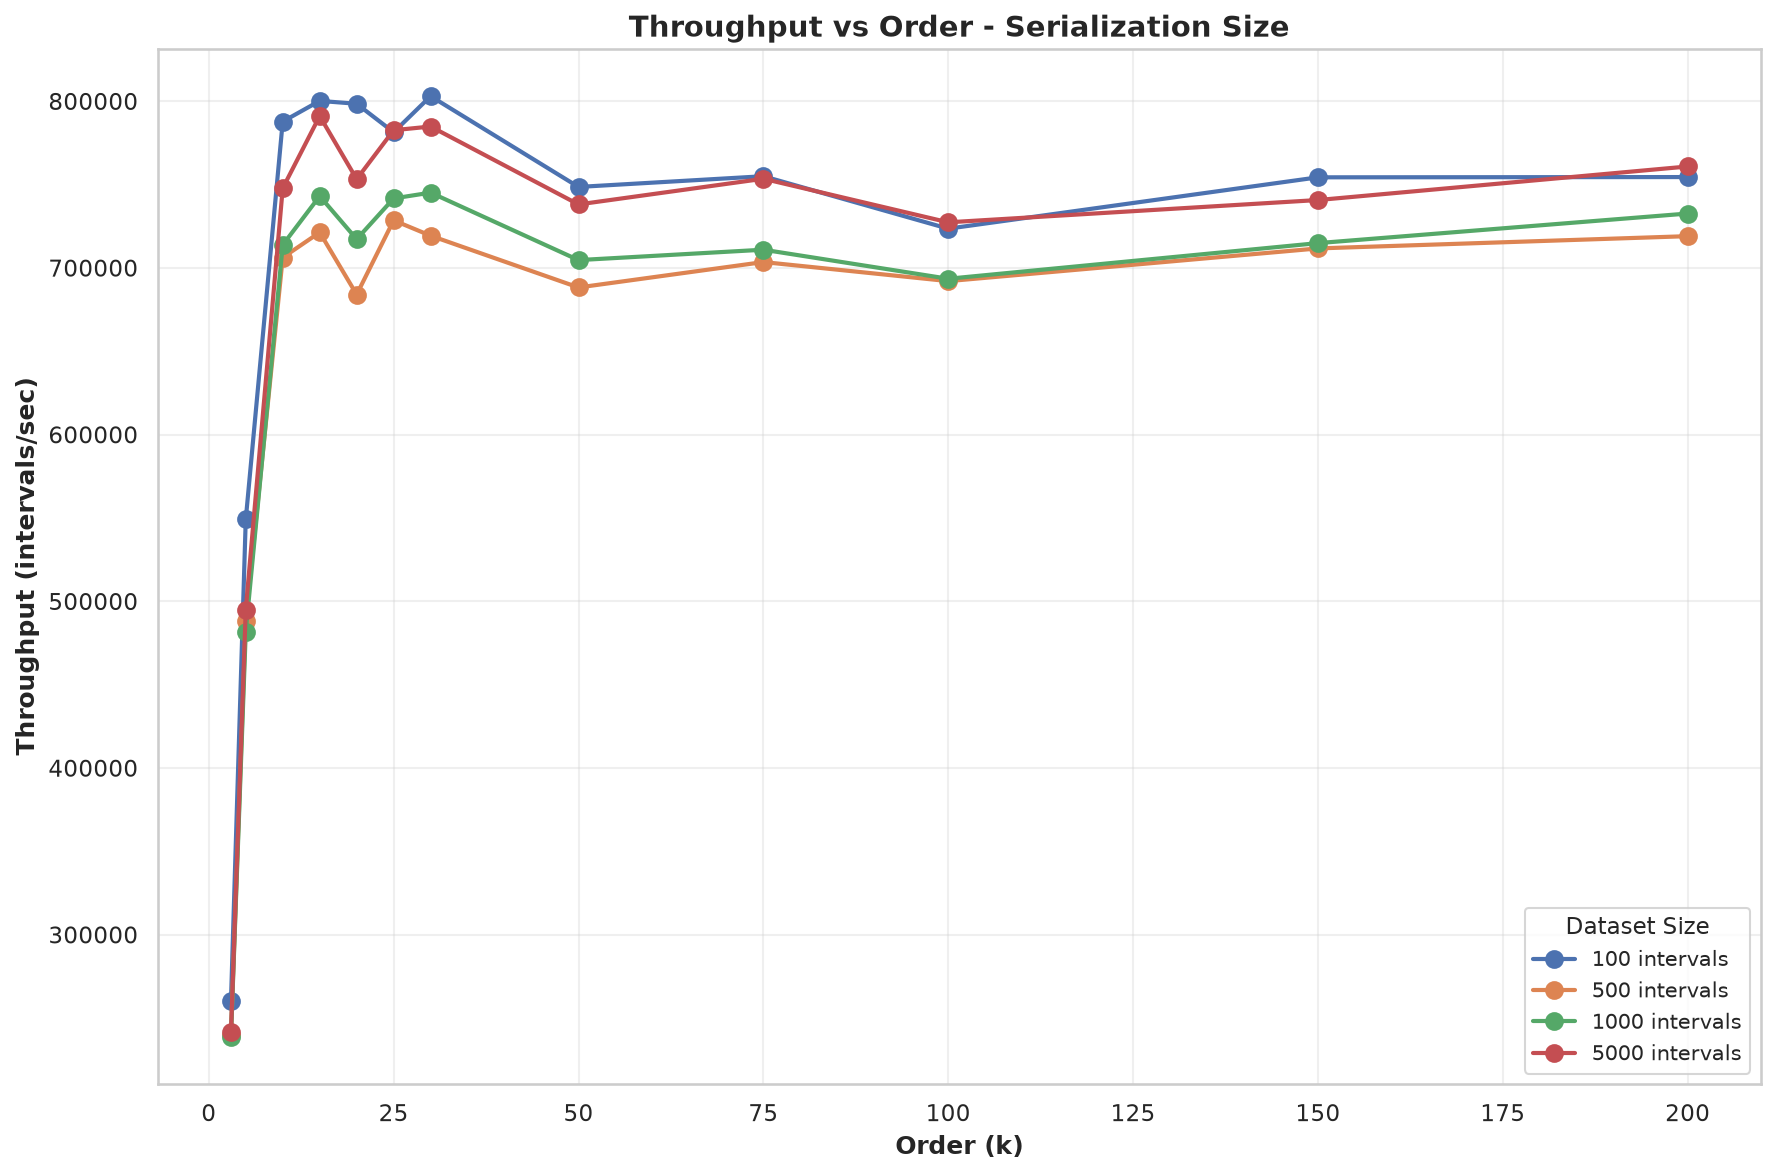 Throughput vs Order - Serialization Size
Throughput (intervals/sec)
800000
700000
600000
500000
400000
300000
0 25 50 75 100 125 150 175 200
Order (k)
Dataset Size
100 intervals
500 intervals
1000 intervals
5000 intervals